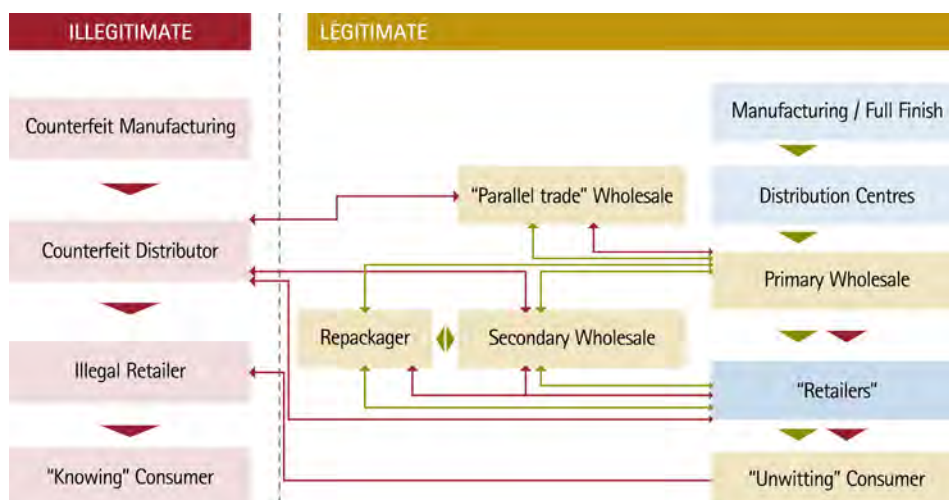 ILLEGITIMATE
LEGITIMATE
Counterfeit Manufacturing
Manufacturing / Full Finish
"Parallel trade" Wholesale
Distribution Centres
Counterfeit Distributor
Primary Wholesale
Repackager
Secondary Wholesale
Illegal Retailer
"Retailers"
"Knowing" Consumer
"Unwitting" Consumer